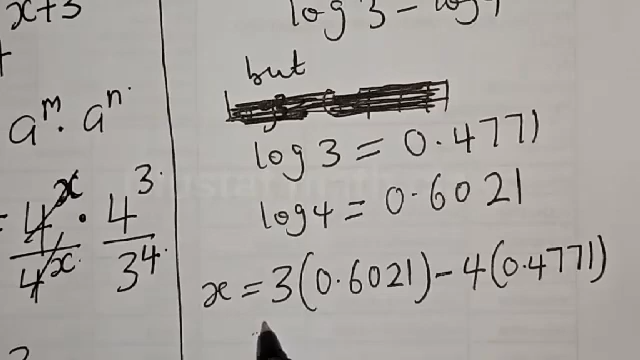 x+3
a^m · a^n
= 4^x/4^x · 4^3/3^4
log 3 - log 4
but
log 3 = 0.4771
log 4 = 0.6021
x = 3(0.6021) - 4(0.4771)